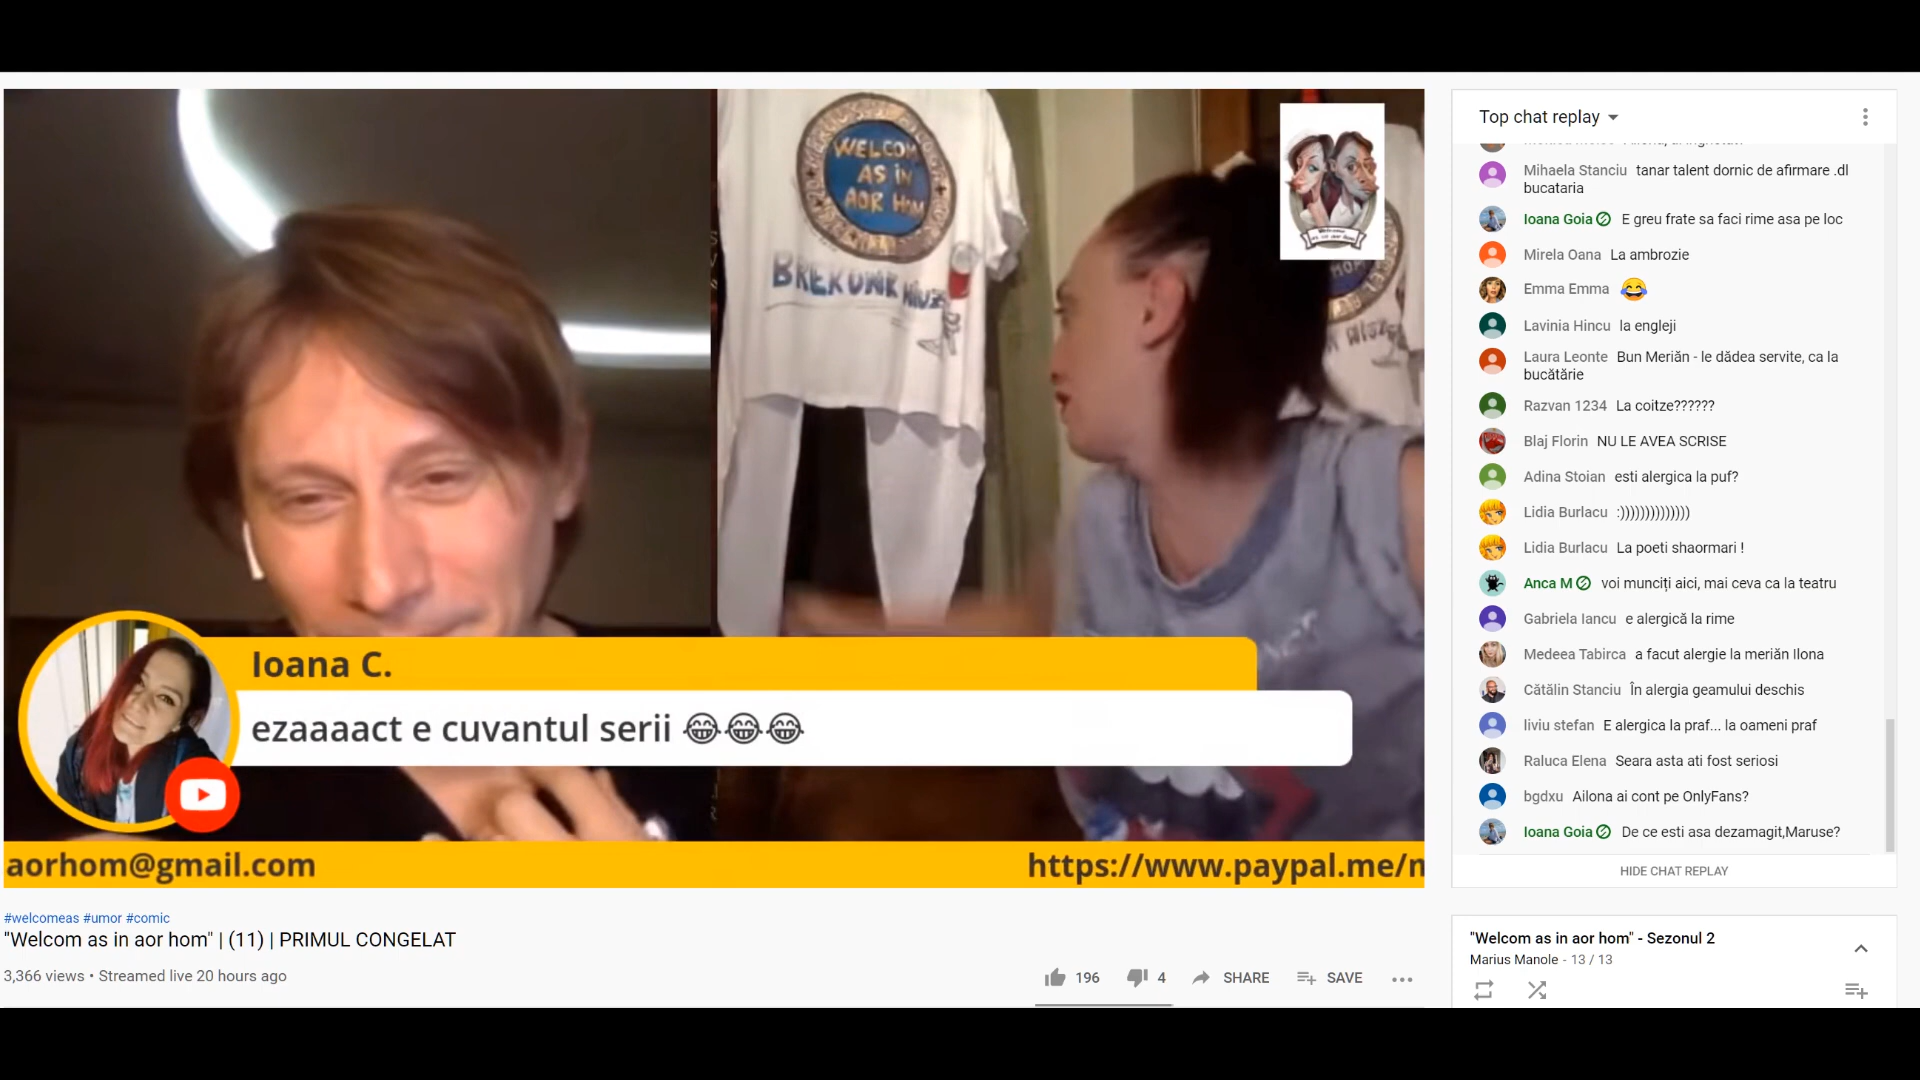 WELCOM
AS IN
AOR HOM
BREKUNK NIUZ
Ioana C.
ezaaaact e cuvantul serii 😂😂😂
aorhom@gmail.com
https://www.paypal.me/n
#welcomeas #umor #comic
"Welcom as in aor hom" | (11) | PRIMUL CONGELAT
3,366 views • Streamed live 20 hours ago
196
4
SHARE
SAVE
Top chat replay
Mihaela Stanciu tanar talent dornic de afirmare .dl
bucataria
Ioana Goia E greu frate sa faci rime asa pe loc
Mirela Oana La ambrozie
Emma Emma 😂
Lavinia Hincu la engleji
Laura Leonte Bun Meriăn - le dădea servite, ca la
bucătărie
Razvan 1234 La coitze??????
Blaj Florin NU LE AVEA SCRISE
Adina Stoian esti alergica la puf?
Lidia Burlacu :)))))))))))))))
Lidia Burlacu La poeti shaormari !
Anca M voi munciți aici, mai ceva ca la teatru
Gabriela Iancu e alergică la rime
Medeea Tabirca a facut alergie la meriăn Ilona
Cătălin Stanciu În alergia geamului deschis
liviu stefan E alergica la praf... la oameni praf
Raluca Elena Seara asta ati fost seriosi
bgdxu Ailona ai cont pe OnlyFans?
Ioana Goia De ce esti asa dezamagit,Maruse?
HIDE CHAT REPLAY
"Welcom as in aor hom" - Sezonul 2
Marius Manole - 13 / 13